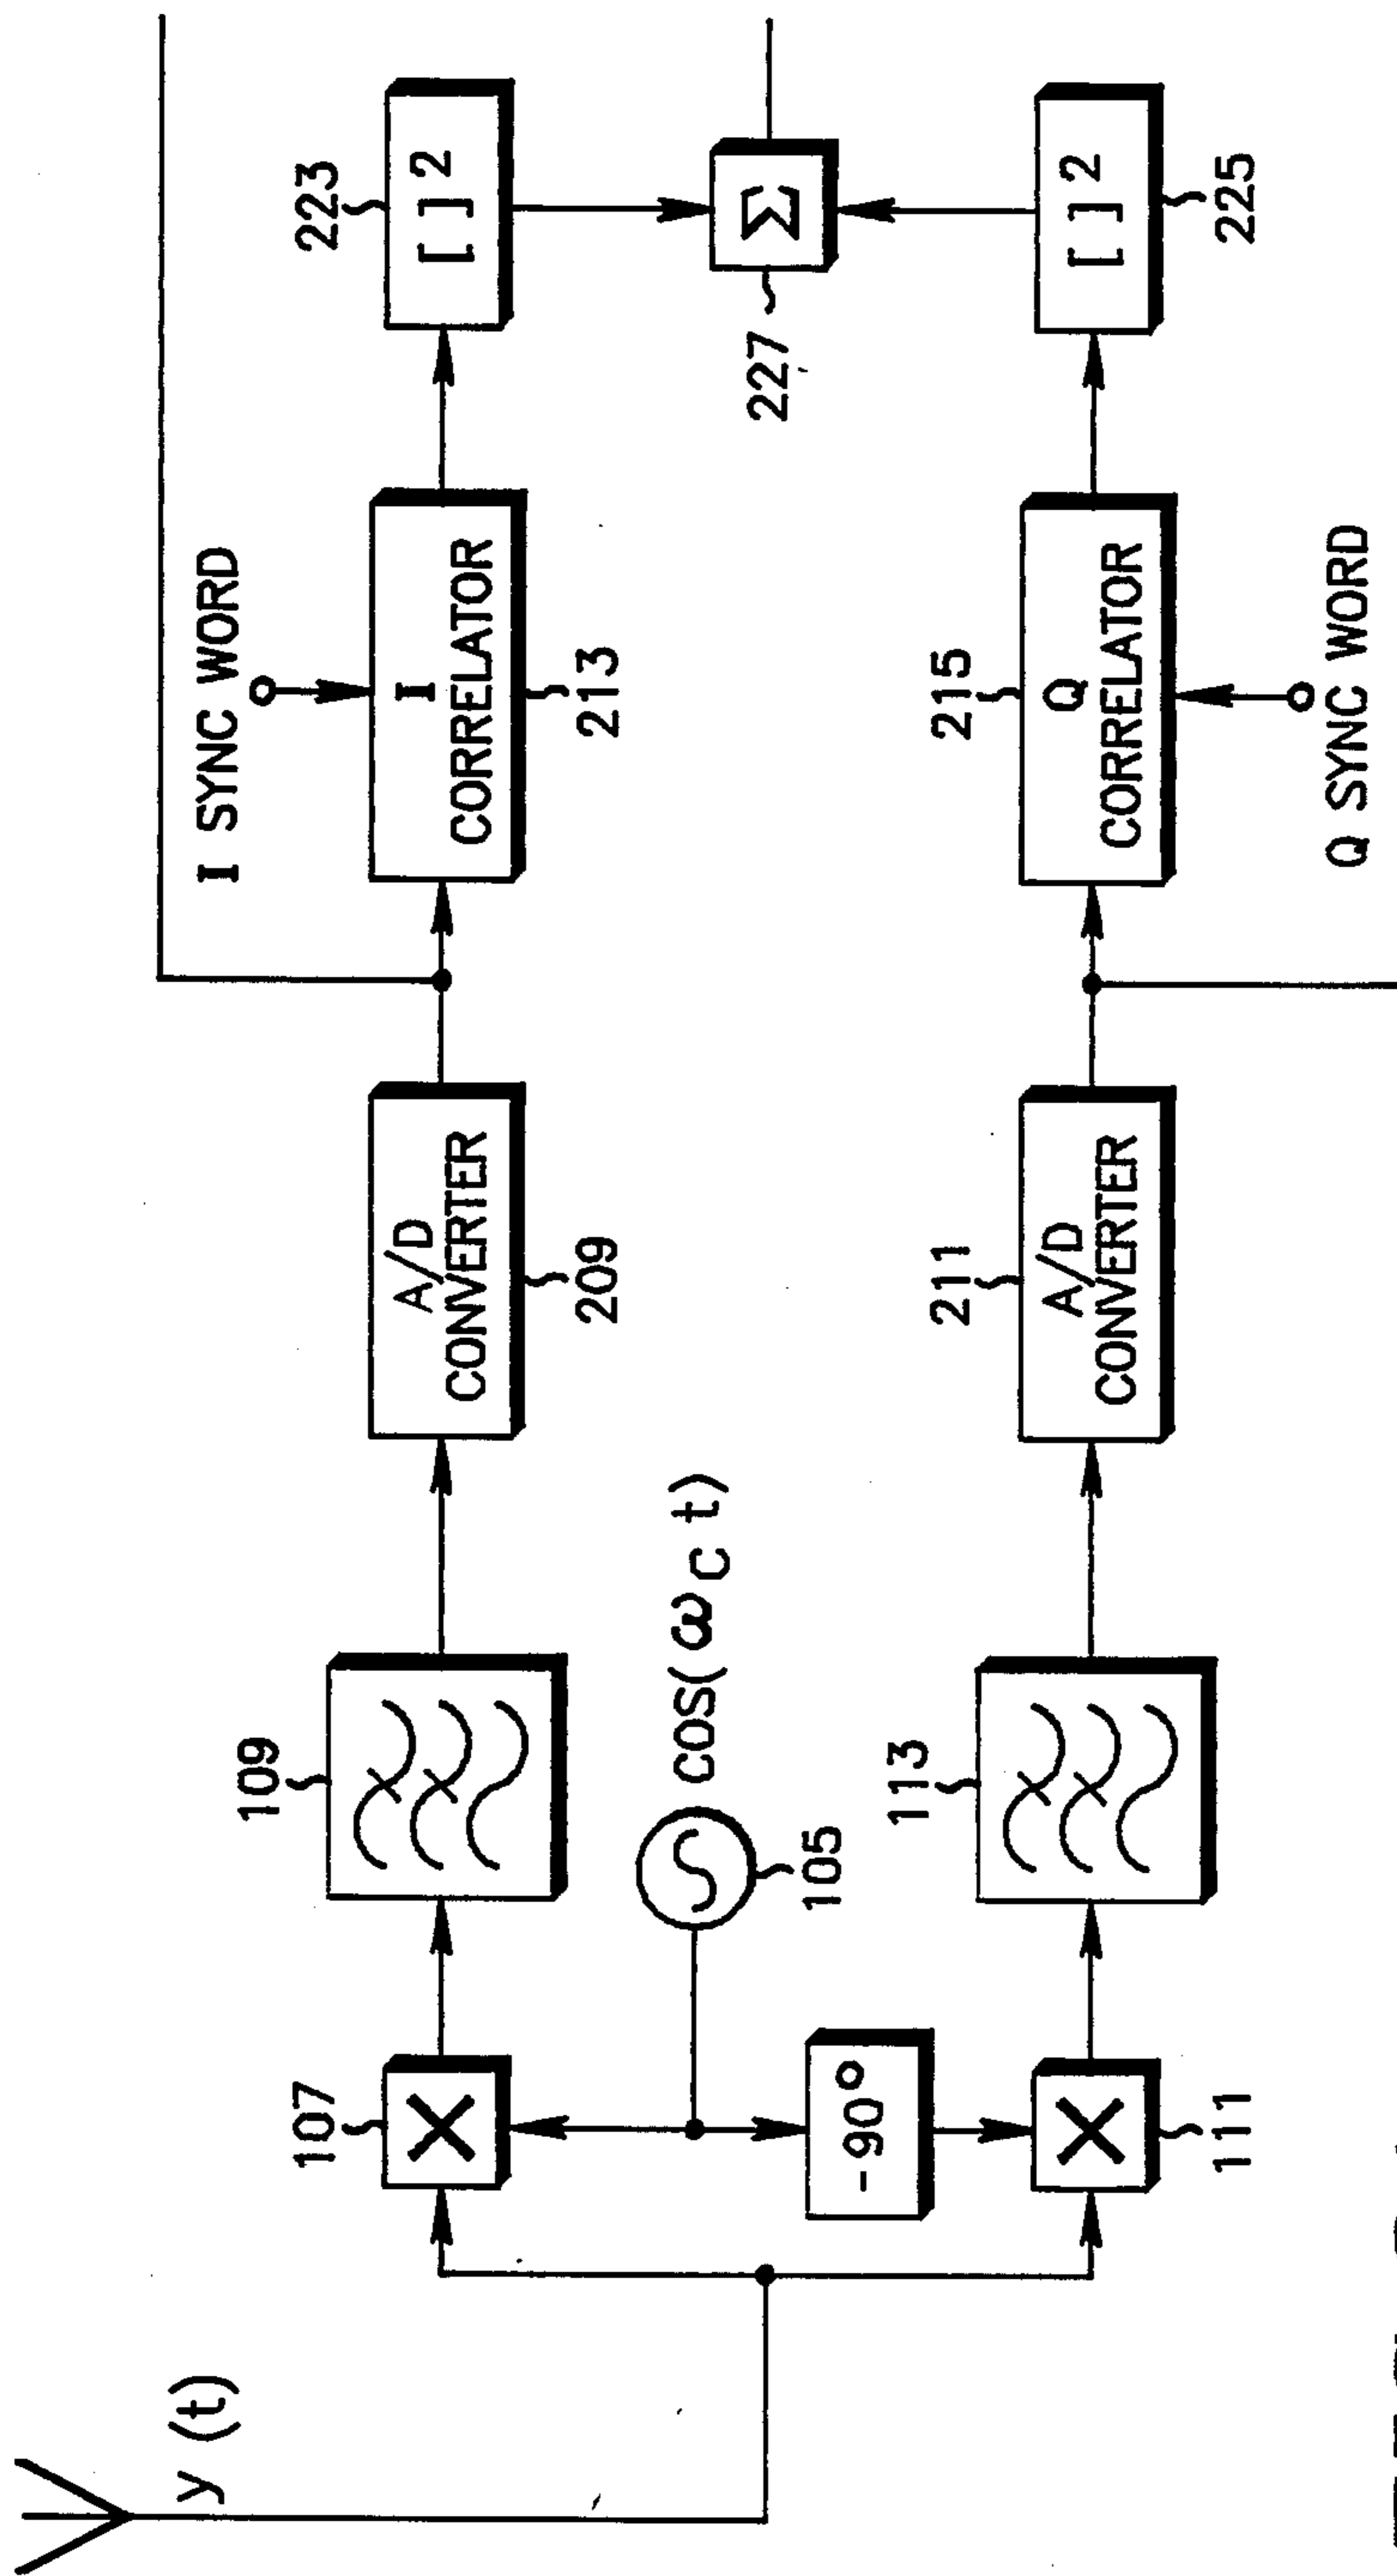 y (t)
107
109
A/D
CONVERTER
209
I SYNC WORD
I
CORRELATOR
213
223
[ ] 2
COS( ω C t)
105
-90°
227
Σ
111
113
211
A/D
CONVERTER
215
Q
CORRELATOR
Q SYNC WORD
[ ] 2
225